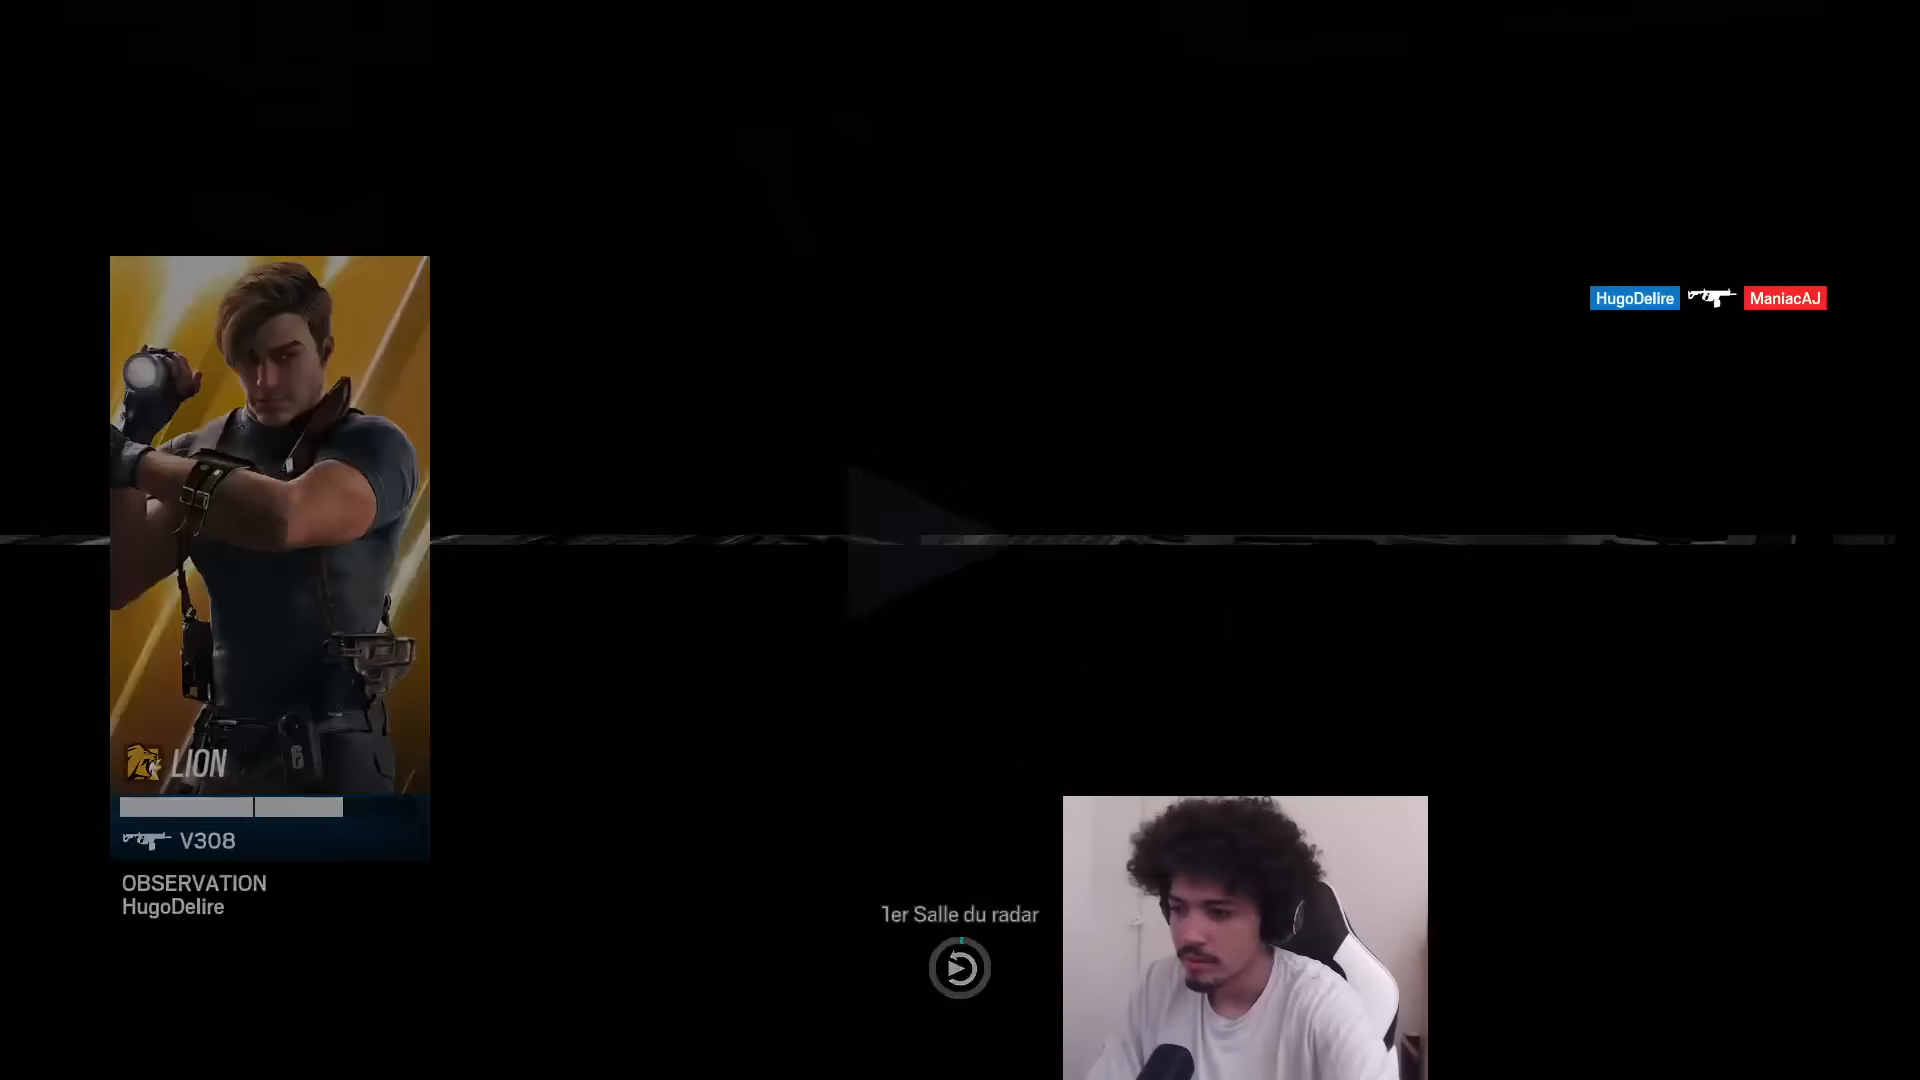 HugoDelire ManiacAJ
LION
V308
OBSERVATION
HugoDelire
1er Salle du radar